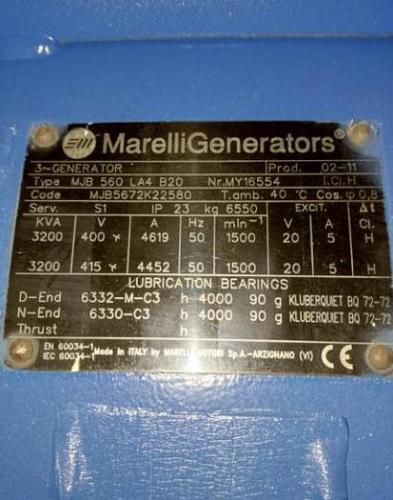 MarelliGenerators®
3~GENERATOR Prod. 02-11
Type MJB 560 LA4 B20 Nr.MY16554 I.Cl.H
Code MJB5672K22580 T.amb. 40 °C Cos.φ 0,8
Serv. S1 IP 23 kg 6550 EXCIT. Δt
KVA V A Hz min-1 V A Cl.
3200 400 Y 4619 50 1500 20 5 H
3200 415 Y 4452 50 1500 20 5 H
LUBRICATION BEARINGS
D-End 6332-M-C3 h 4000 90 g KLUBERQUIET BQ 72-72
N-End 6330-C3 h 4000 90 g KLUBERQUIET BQ 72-72
Thrust h
EN 60034-1
IEC 60034-1 Made in ITALY by MARELLI MOTORI S.p.A.-ARZIGNANO (VI) CE